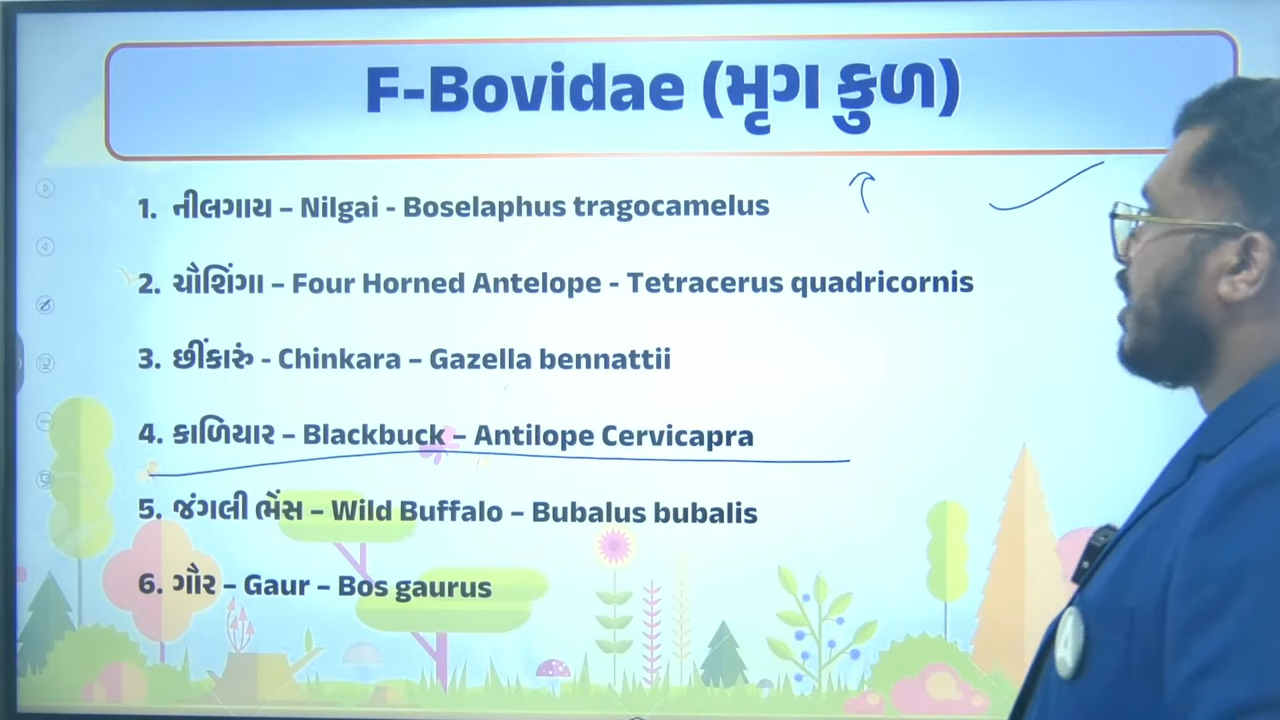 F-Bovidae (મૃગ કુળ)
1. નીલગાય – Nilgai - Boselaphus tragocamelus
2. ચૌશિંગા – Four Horned Antelope - Tetracerus quadricornis
3. છીંકારું - Chinkara – Gazella bennattii
4. કાળિયાર – Blackbuck – Antilope Cervicapra
5. જંગલી ભેંસ – Wild Buffalo – Bubalus bubalis
6. ગૌર – Gaur – Bos gaurus